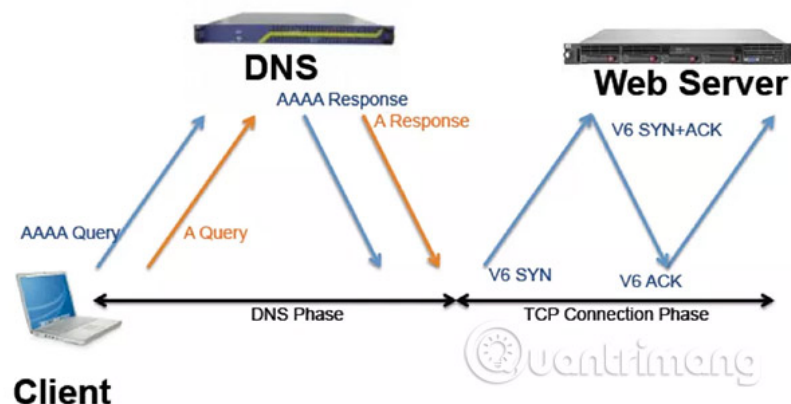 DNS
Web Server
AAAA Response
A Response
V6 SYN+ACK
AAAA Query
A Query
V6 SYN
V6 ACK
DNS Phase
TCP Connection Phase
Quantrimang
Client